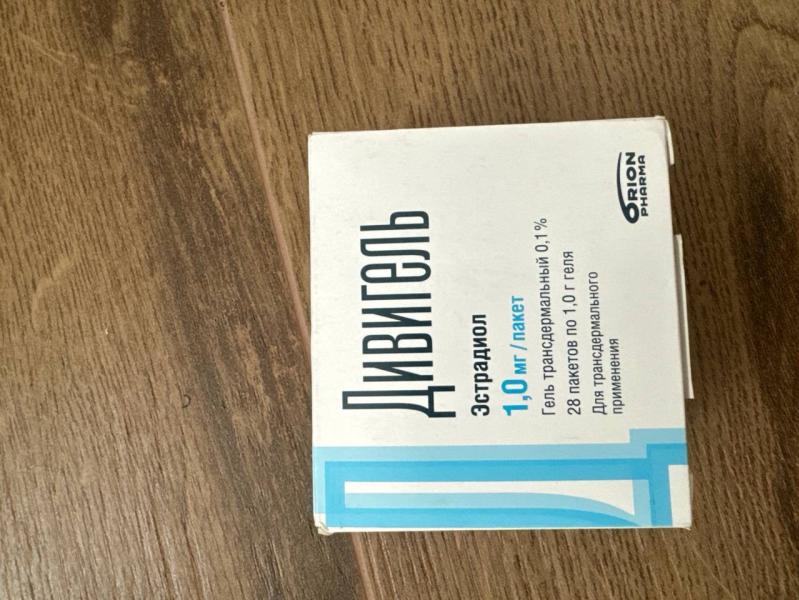 Дивигель
Эстрадиол
1,0 мг/пакет
Гель трансдермальный 0,1%
28 пакетов по 1,0 г геля
Для трансдермального
применения
ORION
PHARMA